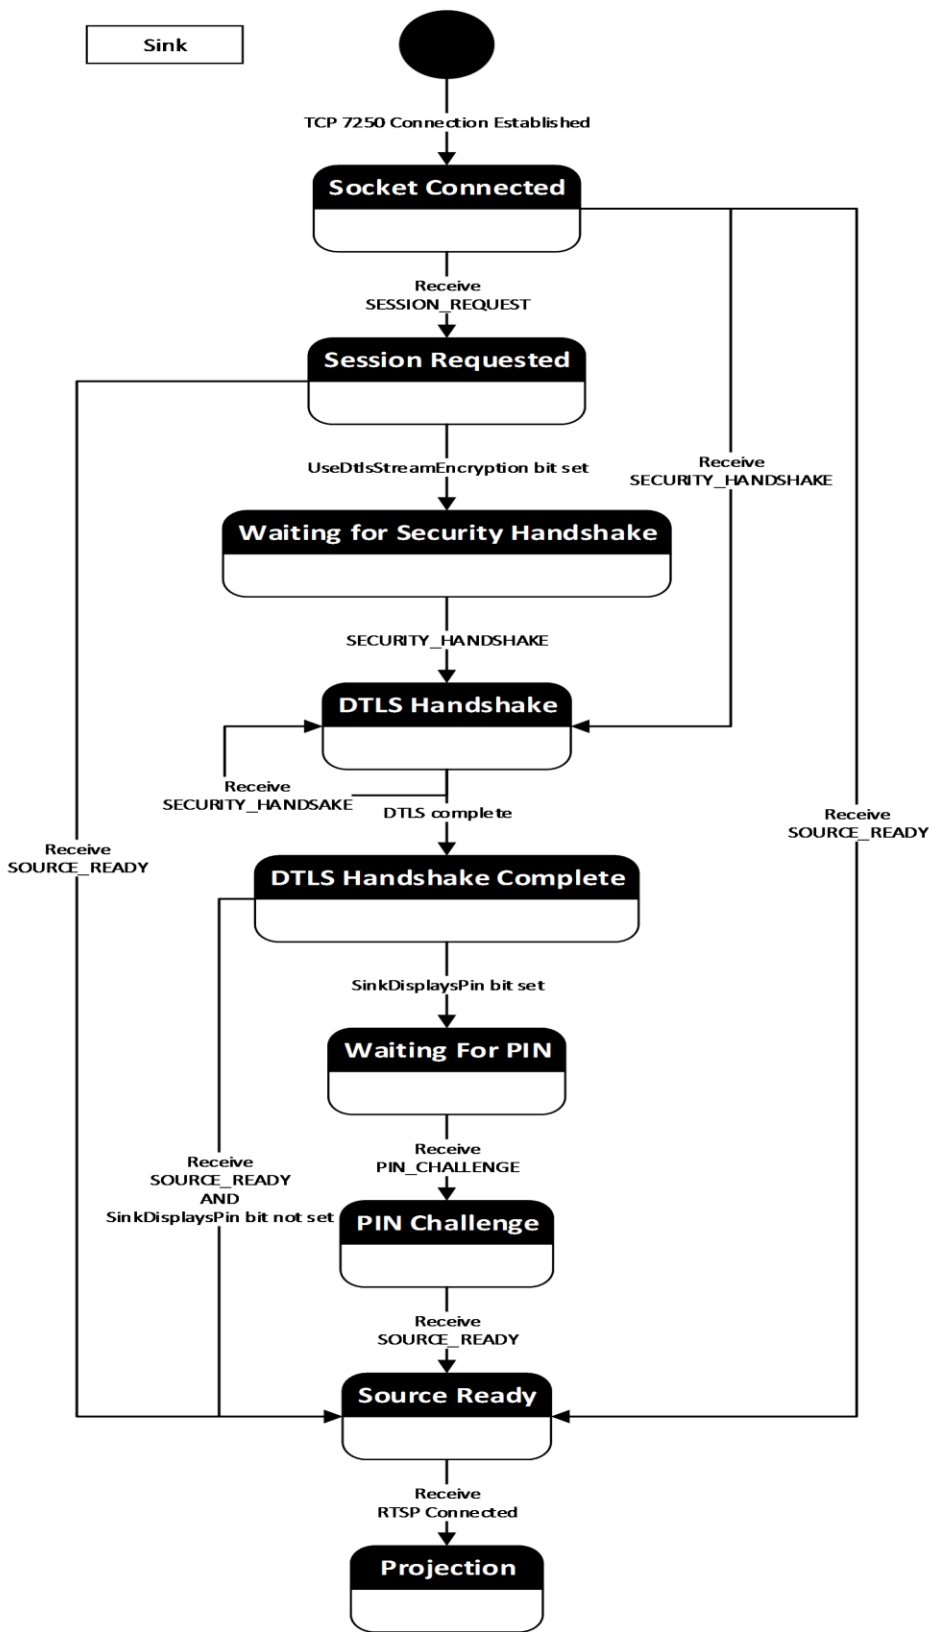 Sink
TCP 7250 Connection Established
Socket Connected
Receive
SESSION_REQUEST
Session Requested
UseDtlsStreamEncryption bit set
Receive
SECURITY_HANDSHAKE
Waiting for Security Handshake
SECURITY_HANDSHAKE
DTLS Handshake
Receive
SECURITY_HANDSAKE
DTLS complete
Receive
SOURCE_READY
Receive
SOURCE_READY
DTLS Handshake Complete
SinkDisplaysPin bit set
Waiting For PIN
Receive
PIN_CHALLENGE
Receive
SOURCE_READY
AND
SinkDisplaysPin bit not set
PIN Challenge
Receive
SOURCE_READY
Source Ready
Receive
RTSP Connected
Projection